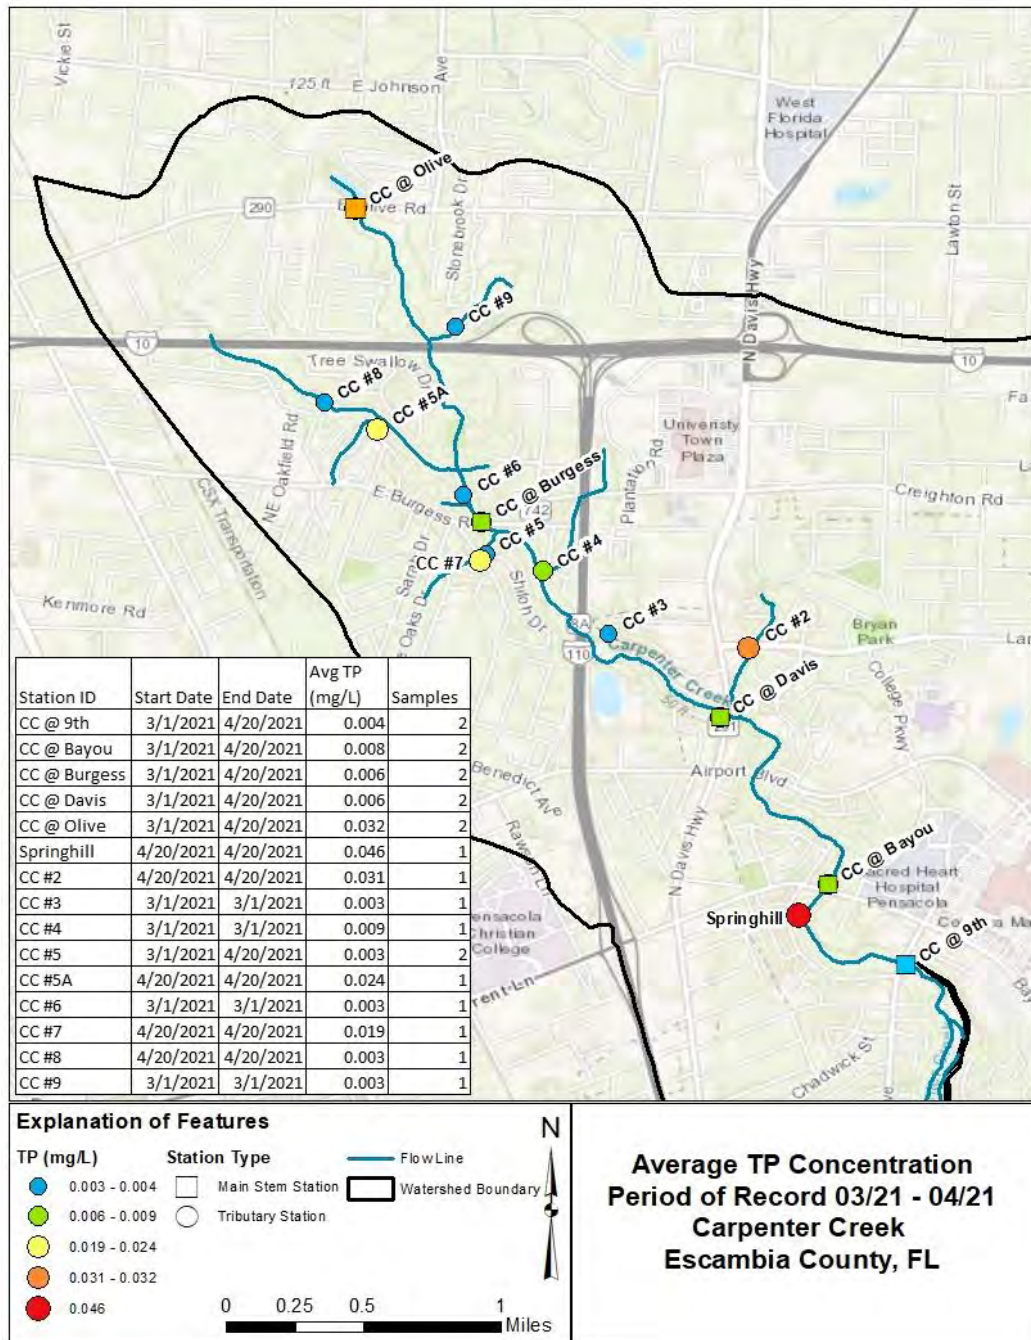 Vickie St
125 ft
E Johnson
Ave
West
Florida
Hospital
CC @ Olive
290
Stonebrook Dr
Lawton St
N Davis Hwy
CC #9
10
10
Tree Swallow Dr
CC #8
CC #5A
Fa
Univeristy
Town
Plaza
NE Oakfield Rd
CC #6
CC @ Burgess
Plantation Rd
Creighton Rd
E Burgess R
742
CSX Transportation
CC #5
CC #7
CC #4
Sarah Dr
Shiloh Dr
Kenmore Rd
e Oaks D
CC #3
CC #2
Bryan
Park
Lan
110
Carpenter Creek
50 ft
CC @ Davis
College Pkwy
Benedict Ave
Airport Blvd
Rawson Ln
N Davis Hwy
CC @ Bayou
acred Heart
Hospital
Pensacola
Springhill
ensacola
Christian
College
CC @ 9th
rent Ln
Chadwick St
Station ID Start Date End Date Avg TP (mg/L) Samples
CC @ 9th 3/1/2021 4/20/2021 0.004 2
CC @ Bayou 3/1/2021 4/20/2021 0.008 2
CC @ Burgess 3/1/2021 4/20/2021 0.006 2
CC @ Davis 3/1/2021 4/20/2021 0.006 2
CC @ Olive 3/1/2021 4/20/2021 0.032 2
Springhill 4/20/2021 4/20/2021 0.046 1
CC #2 4/20/2021 4/20/2021 0.031 1
CC #3 3/1/2021 3/1/2021 0.003 1
CC #4 3/1/2021 3/1/2021 0.009 1
CC #5 3/1/2021 4/20/2021 0.003 2
CC #5A 4/20/2021 4/20/2021 0.024 1
CC #6 3/1/2021 3/1/2021 0.003 1
CC #7 4/20/2021 4/20/2021 0.019 1
CC #8 4/20/2021 4/20/2021 0.003 1
CC #9 3/1/2021 3/1/2021 0.003 1
Explanation of Features
TP (mg/L) Station Type FlowLine
0.003 - 0.004 Main Stem Station Watershed Boundary
0.006 - 0.009 Tributary Station
0.019 - 0.024
0.031 - 0.032
0.046
N
0 0.25 0.5 1
Miles
Average TP Concentration
Period of Record 03/21 - 04/21
Carpenter Creek
Escambia County, FL